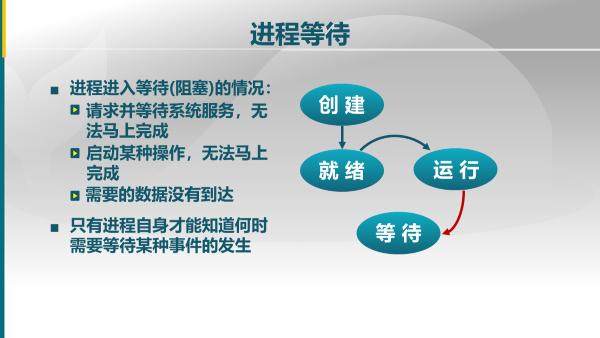 进程等待
进程进入等待(阻塞)的情况：
请求并等待系统服务，无
法马上完成
启动某种操作，无法马上
完成
需要的数据没有到达
只有进程自身才能知道何时
需要等待某种事件的发生
创 建
就 绪
运 行
等 待